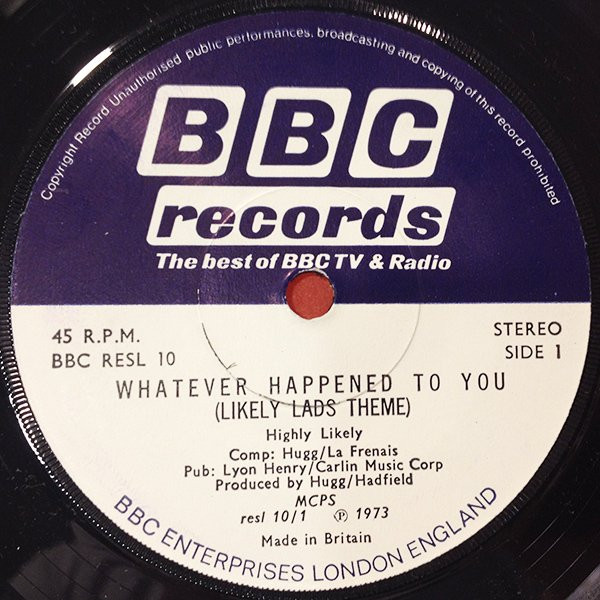 Copyright Record Unauthorised public performances, broadcasting and copying of this record prohibited
BBC
records
The best of BBC TV & Radio
45 R.P.M.
BBC RESL 10
STEREO
SIDE 1
WHATEVER HAPPENED TO YOU
(LIKELY LADS THEME)
Highly Likely
Comp: Hugg/La Frenais
Pub: Lyon Henry/Carlin Music Corp
Produced by Hugg/Hadfield
MCPS
resl 10/1 ℗ 1973
Made in Britain
BBC ENTERPRISES LONDON ENGLAND